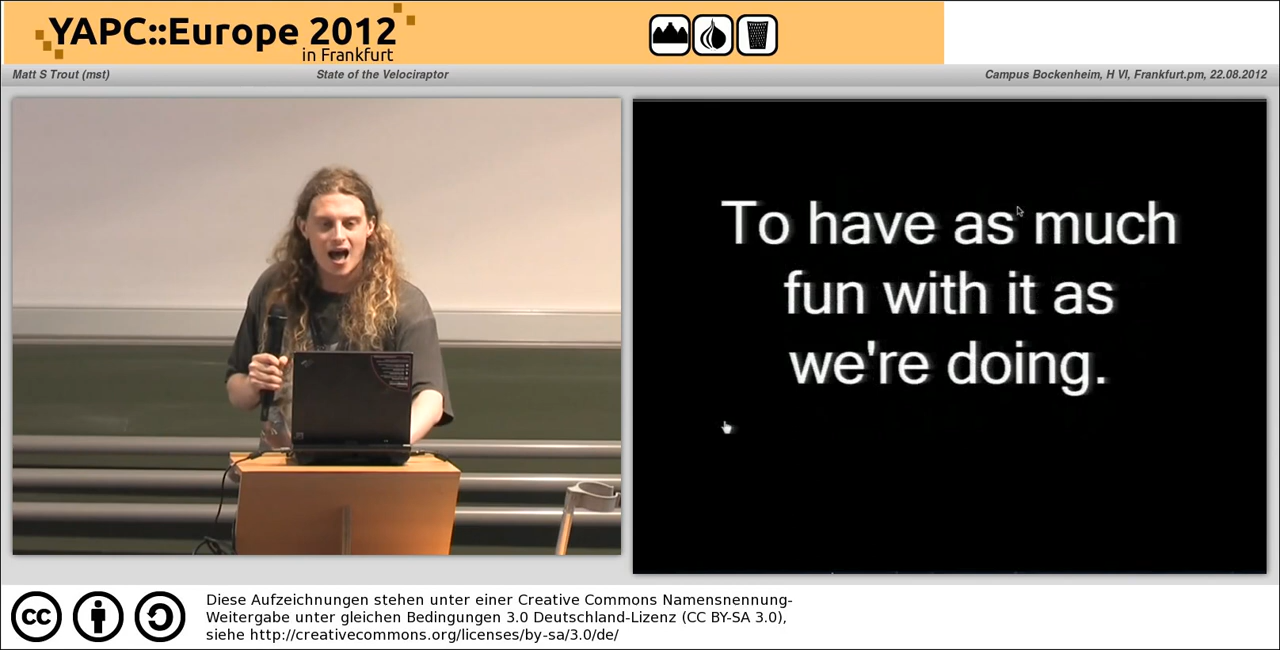 YAPC::Europe 2012
in Frankfurt
Matt S Trout (mst)
State of the Velociraptor
Campus Bockenheim, H VI, Frankfurt.pm, 22.08.2012
To have as much
fun with it as
we're doing.
cc
Diese Aufzeichnungen stehen unter einer Creative Commons Namensnennung-
Weitergabe unter gleichen Bedingungen 3.0 Deutschland-Lizenz (CC BY-SA 3.0),
siehe http://creativecommons.org/licenses/by-sa/3.0/de/